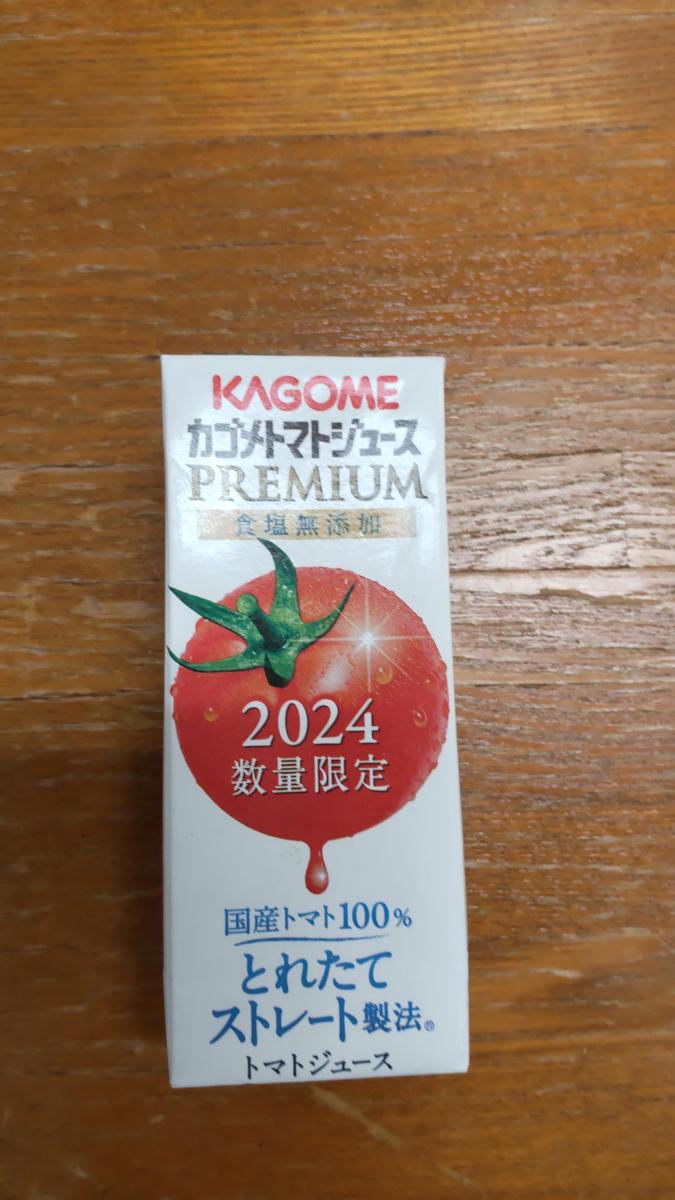 KAGOME
カゴメトマトジュース
PREMIUM
食塩無添加
2024
数量限定
国産トマト100%
とれたて
ストレート製法®
トマトジュース